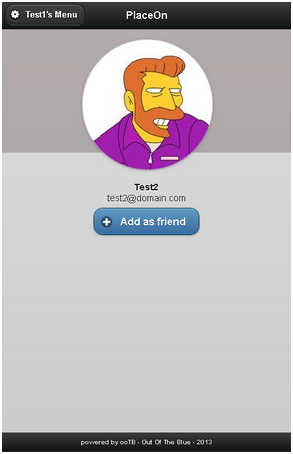 Test1's Menu
PlaceOn
Test2
test2@domain.com
Add as friend
powered by ooTB - Out Of The Blue - 2013